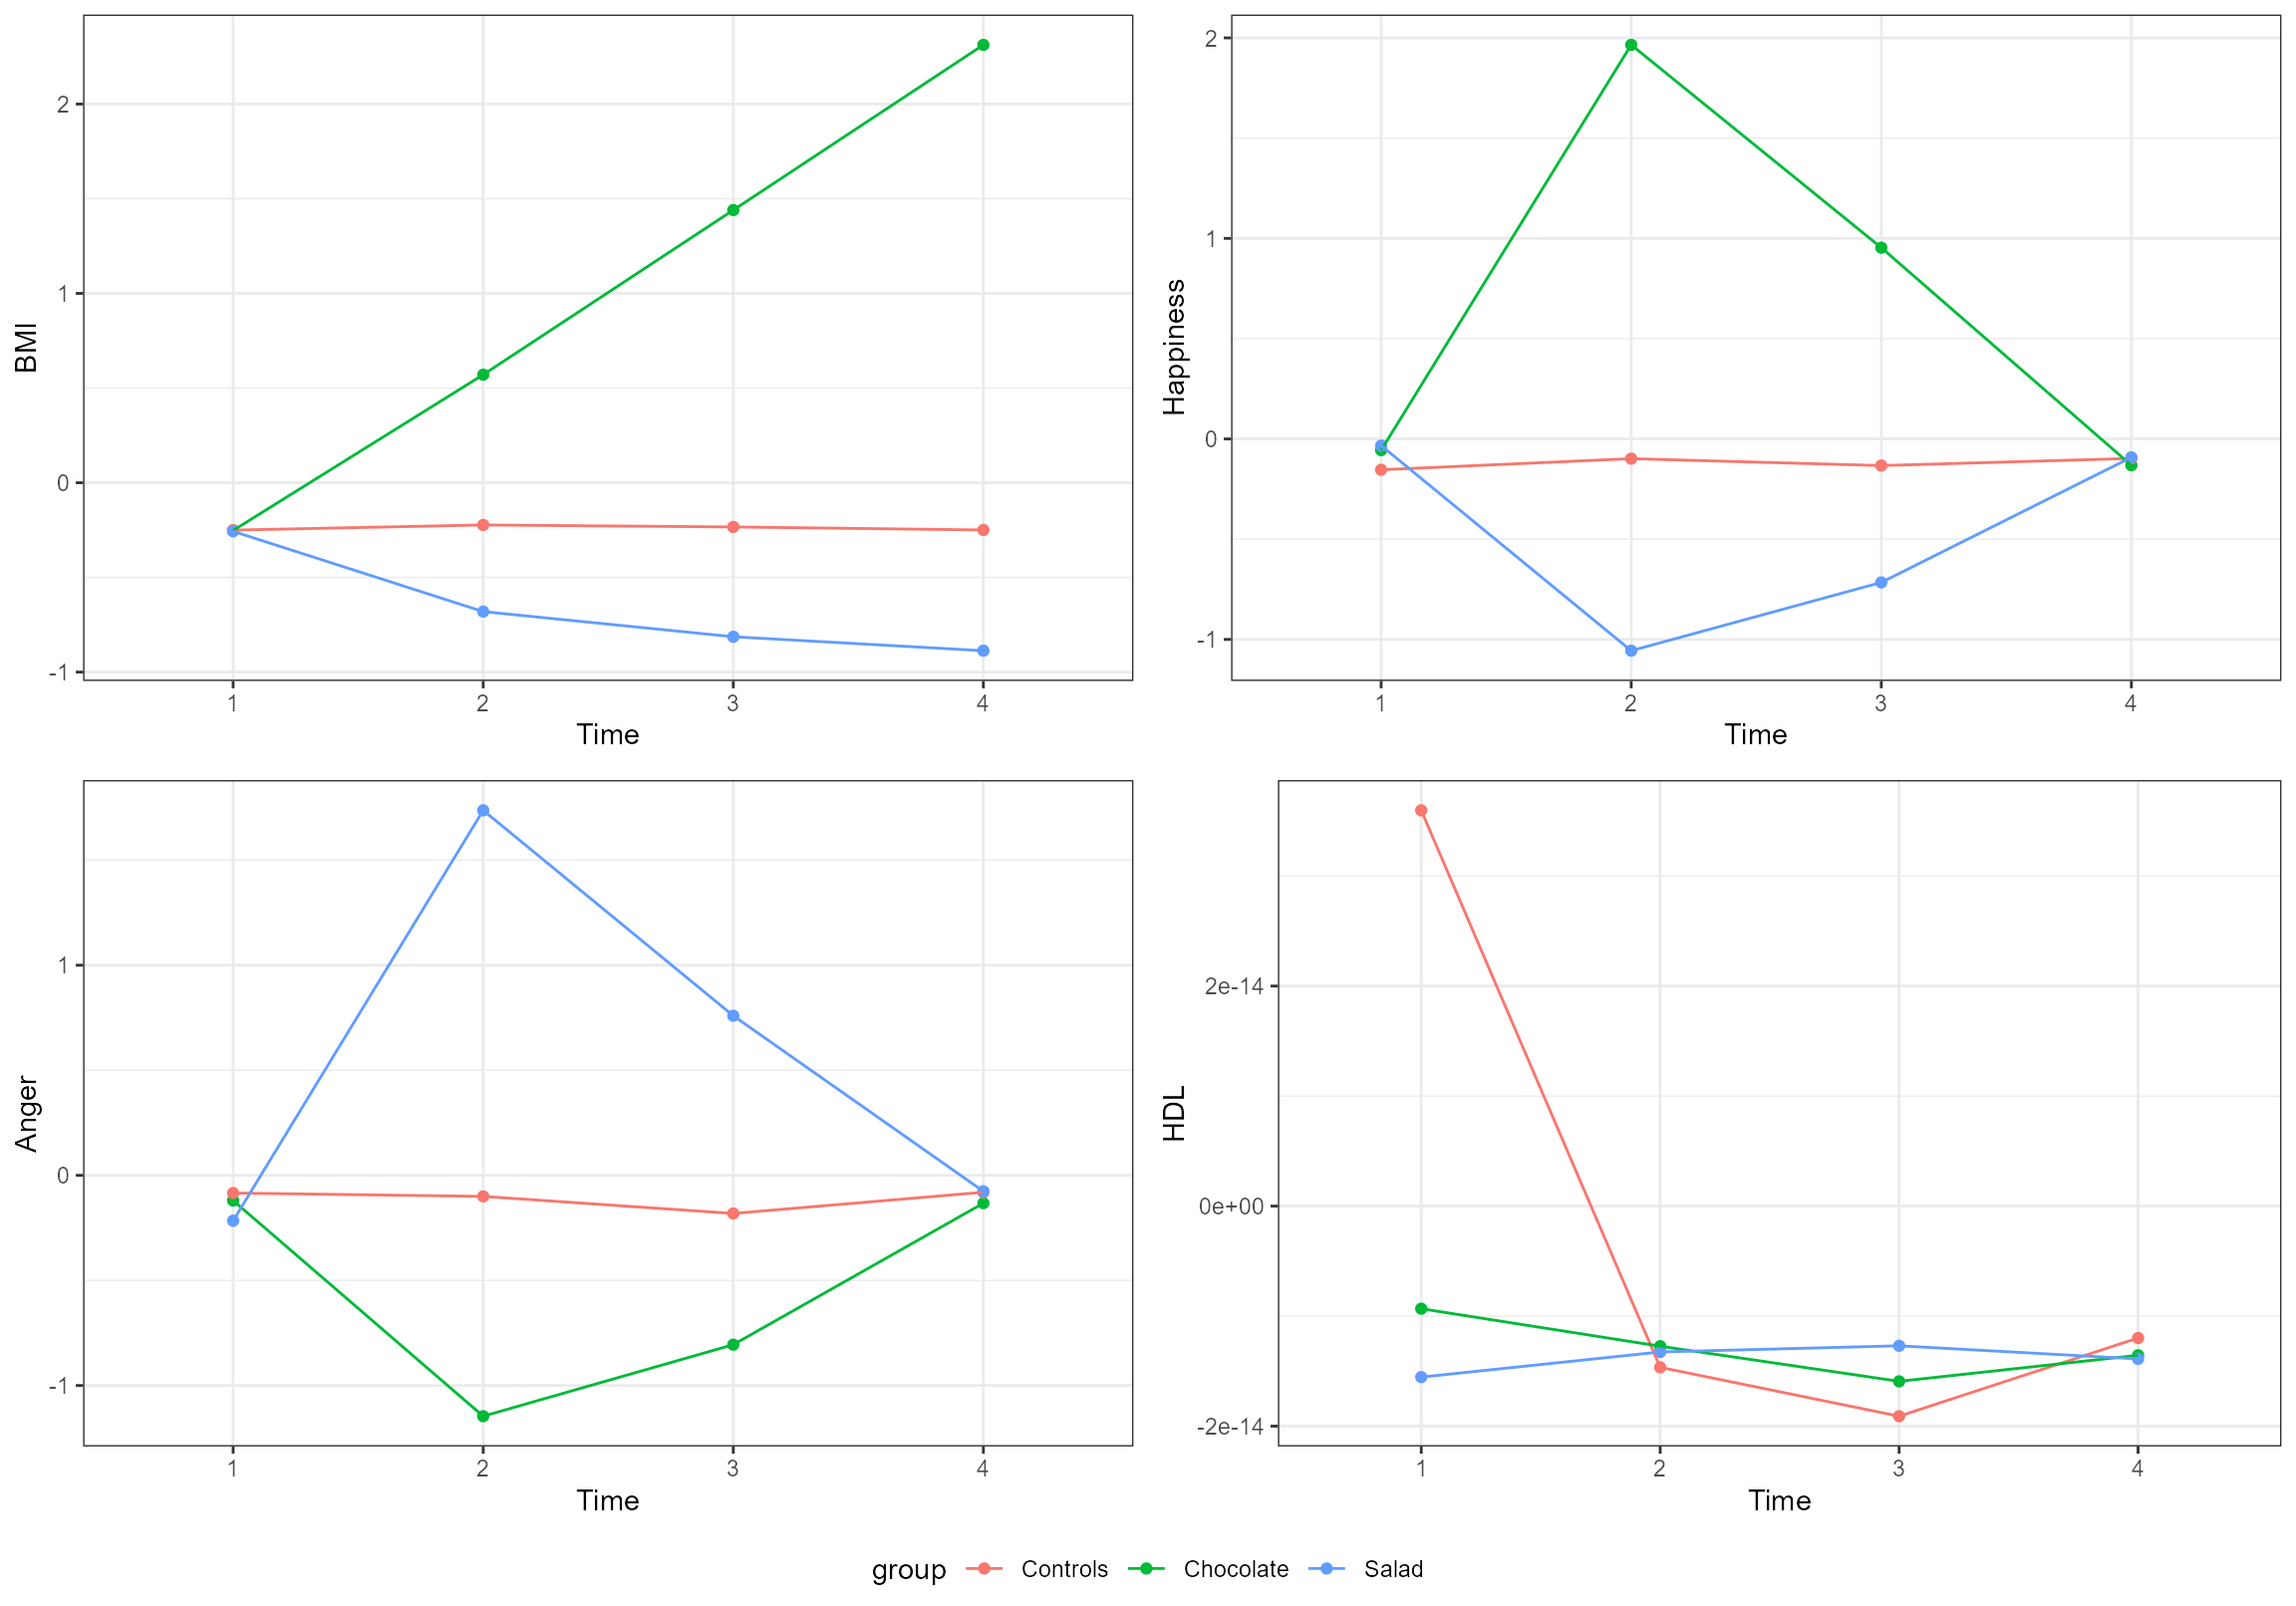 2
1
0
-1
BMI
1 2 3 4
Time
2
1
0
-1
Happiness
1 2 3 4
Time
1
0
-1
Anger
1 2 3 4
Time
2e-14
0e+00
-2e-14
HDL
1 2 3 4
Time
group Controls Chocolate Salad